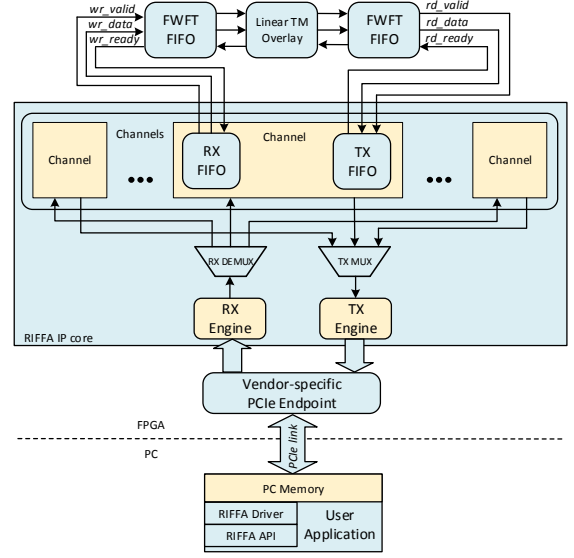 wr_valid
wr_data
wr_ready
FWFT
FIFO
Linear TM
Overlay
FWFT
FIFO
rd_valid
rd_data
rd_ready
Channels
Channel
Channel
RX
FIFO
TX
FIFO
Channel
RX DEMUX
TX MUX
RX
Engine
TX
Engine
RIFFA IP core
Vendor-specific
PCIe Endpoint
FPGA
PC
PCIe link
PC Memory
RIFFA Driver
RIFFA API
User
Application